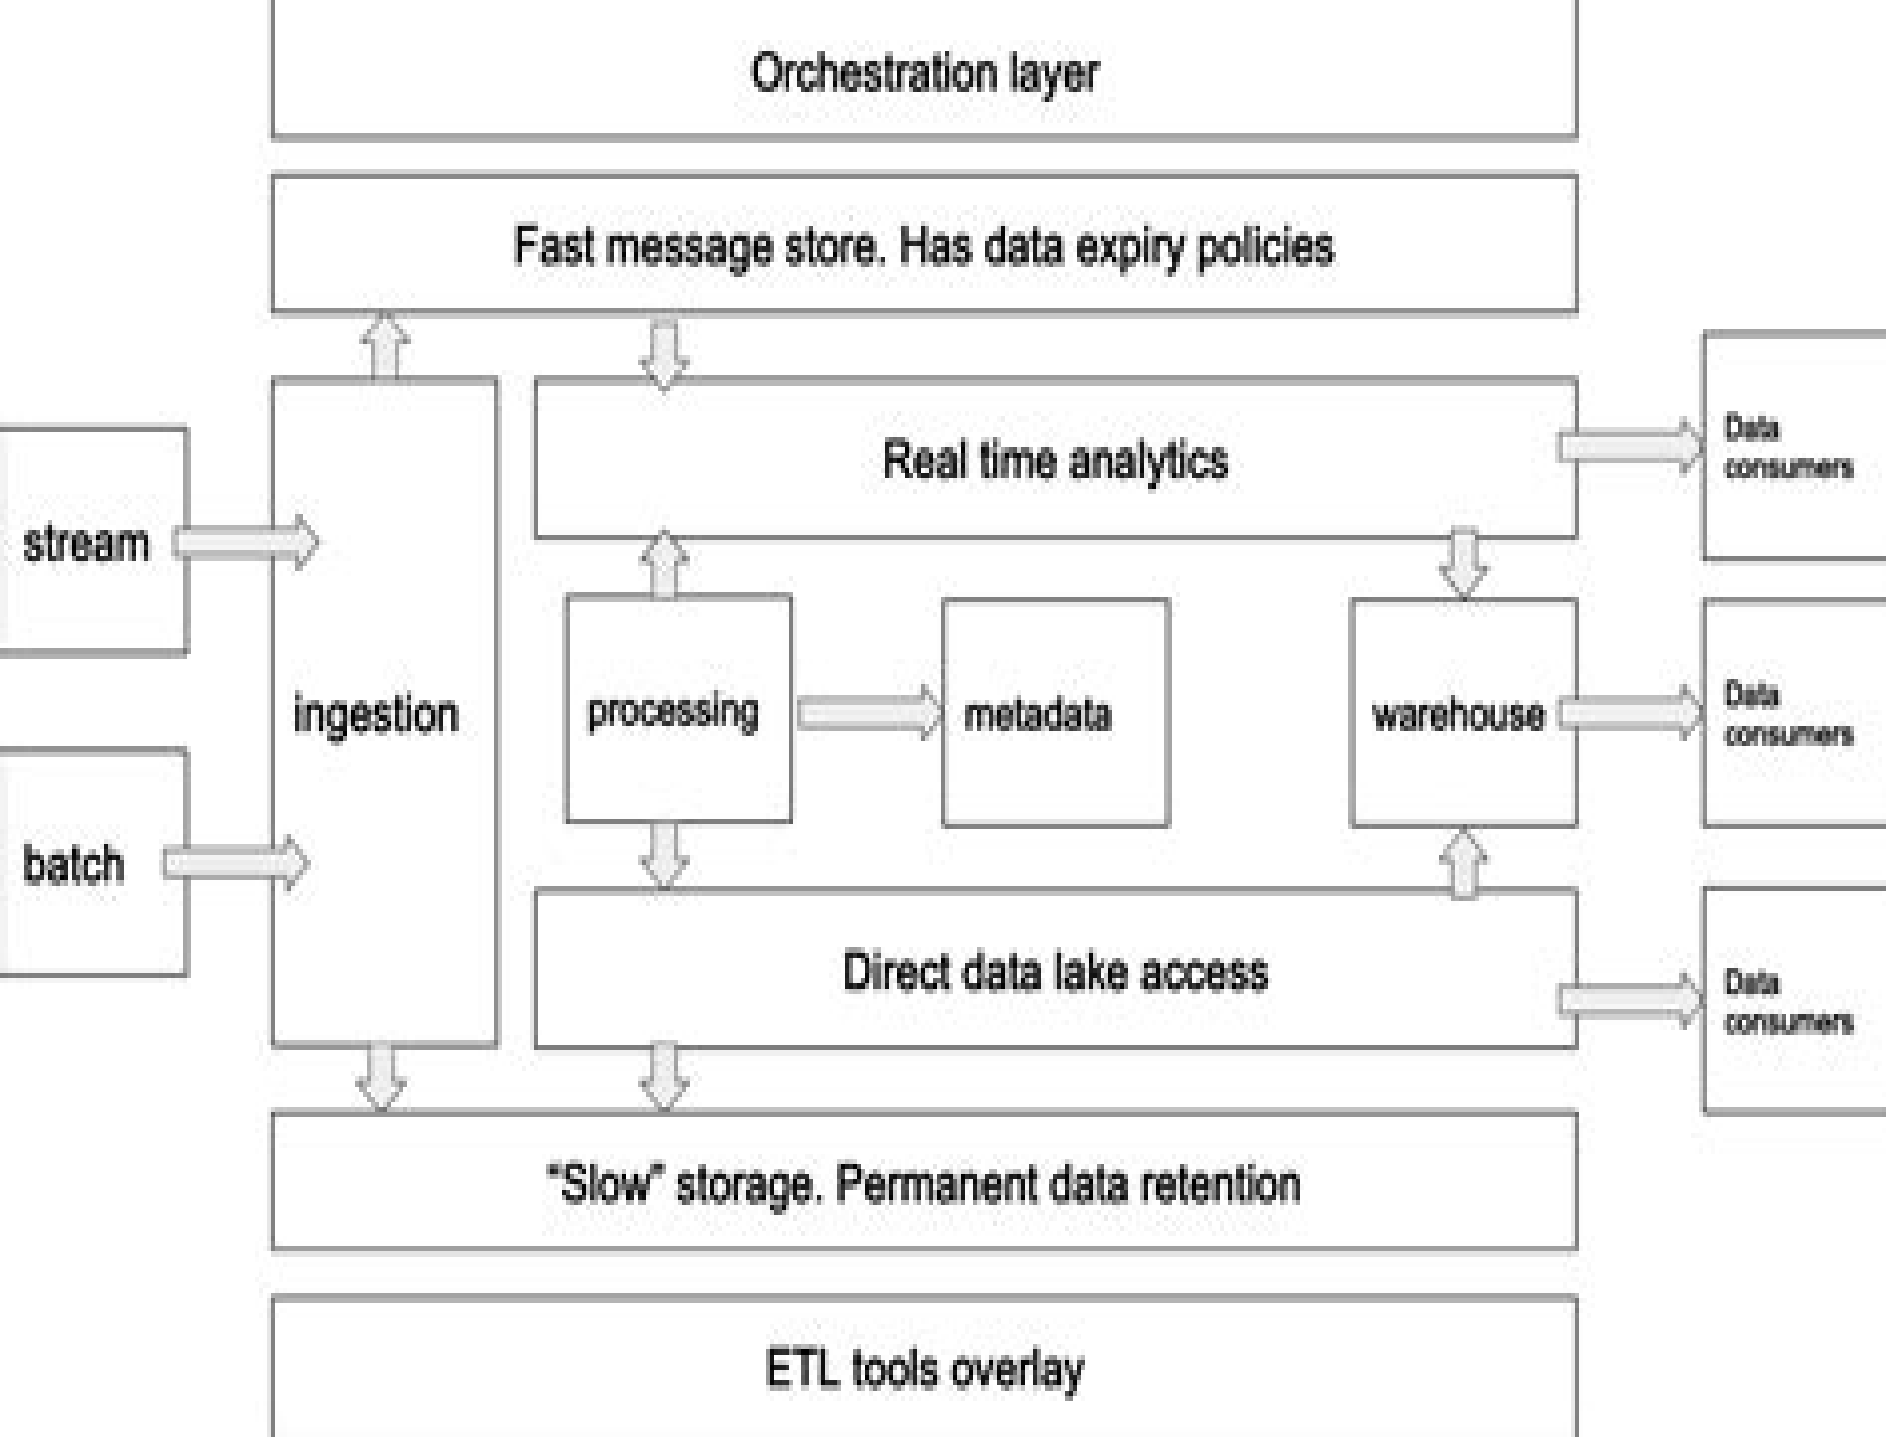 Orchestration layer
Fast message store. Has data expiry policies
Real time analytics
Data
consumers
stream
ingestion
processing
metadata
warehouse
Data
consumers
batch
Direct data lake access
Data
consumers
"Slow" storage. Permanent data retention
ETL tools overlay